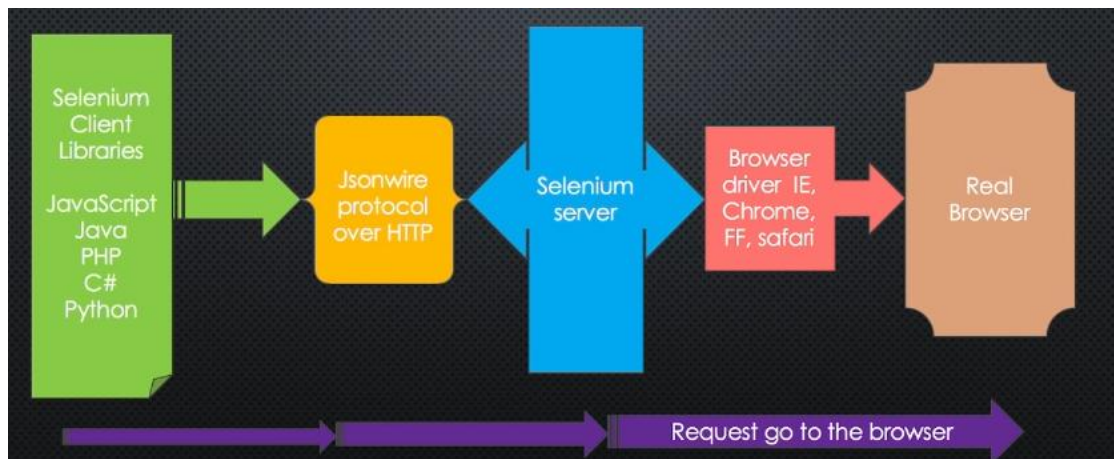 Selenium
Client
Libraries
JavaScript
Java
PHP
C#
Python
Jsonwire
protocol
over HTTP
Selenium
server
Browser
driver IE,
Chrome,
FF, safari
Real
Browser
Request go to the browser